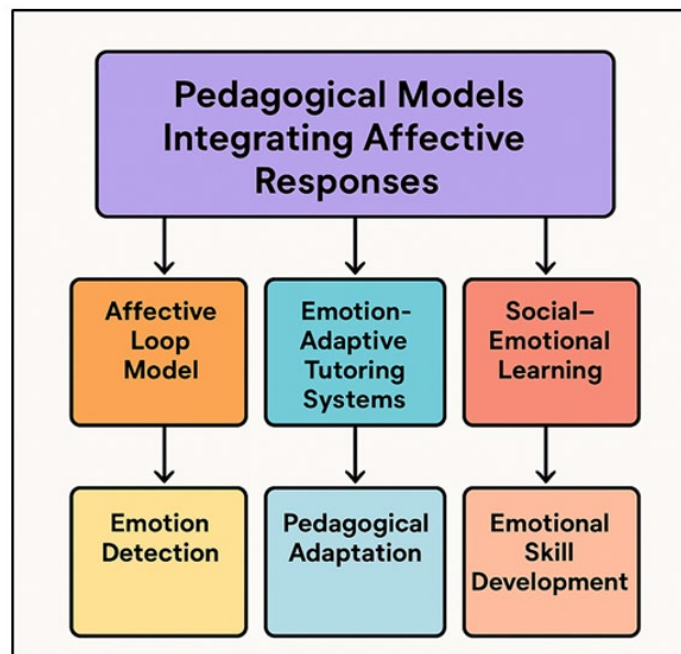 Pedagogical Models
Integrating Affective
Responses
Affective
Loop
Model
Emotion-
Adaptive
Tutoring
Systems
Social–
Emotional
Learning
Emotion
Detection
Pedagogical
Adaptation
Emotional
Skill
Development